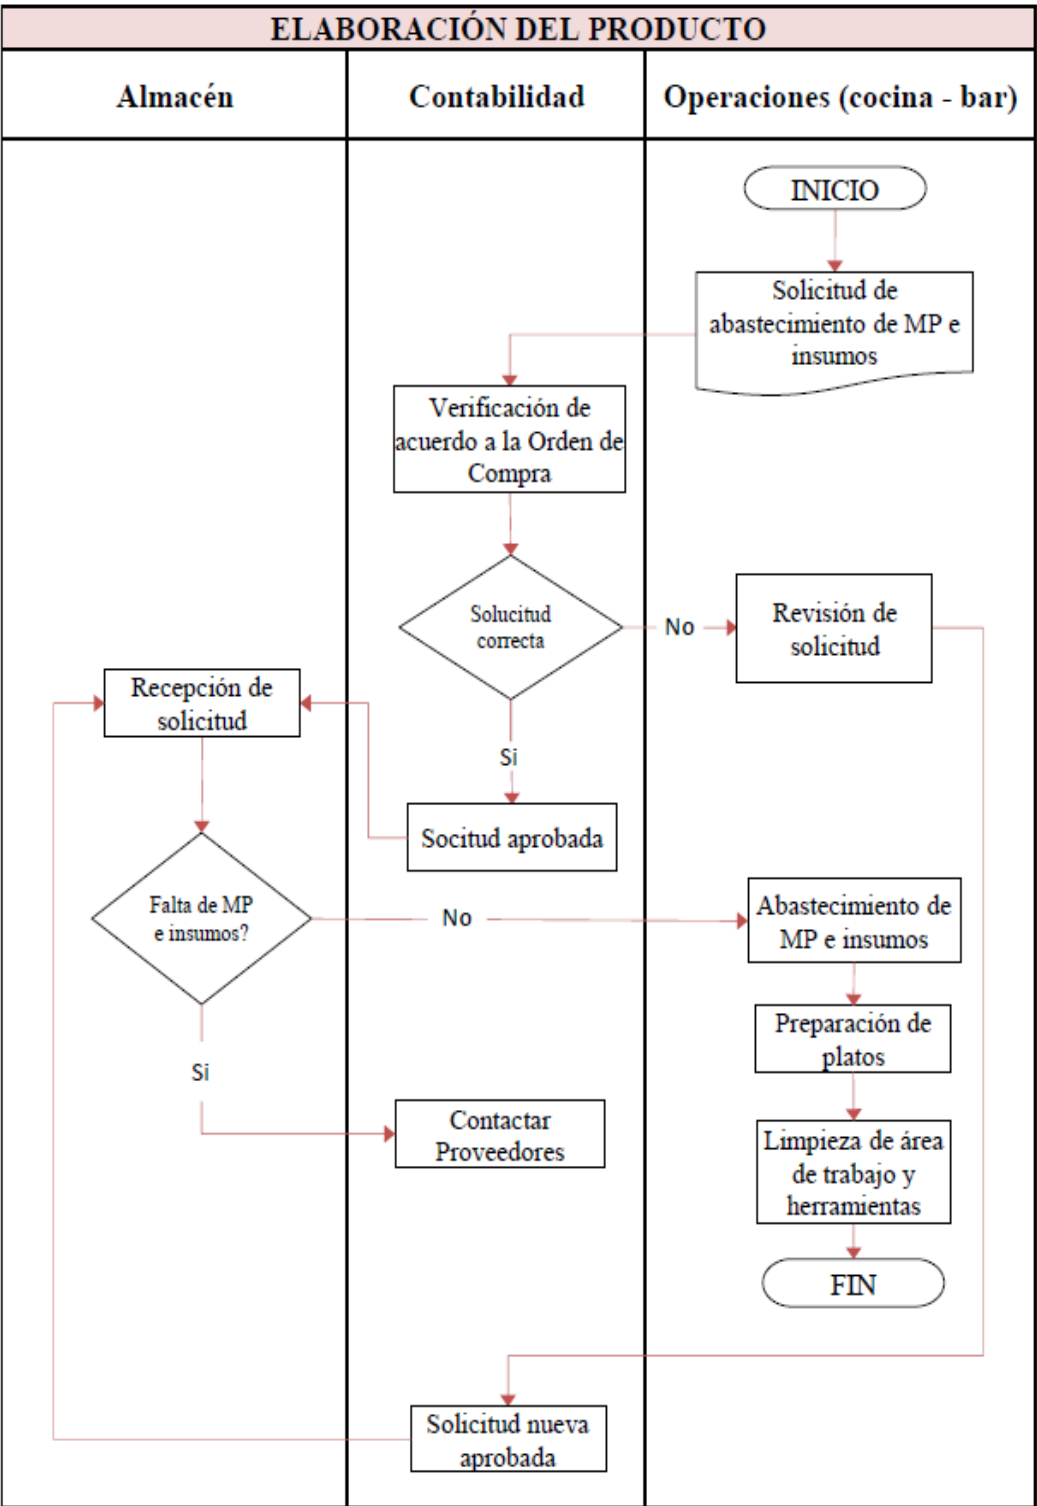 ELABORACIÓN DEL PRODUCTO
Almacén
Contabilidad
Operaciones (cocina - bar)
INICIO
Solicitud de
abastecimiento de MP e
insumos
Verificación de
acuerdo a la Orden de
Compra
Solucitud
correcta
No
Revisión de
solicitud
Recepción de
solicitud
Si
Socitud aprobada
Falta de MP
e insumos?
No
Abastecimiento de
MP e insumos
Preparación de
platos
Si
Contactar
Proveedores
Limpieza de área
de trabajo y
herramientas
FIN
Solicitud nueva
aprobada